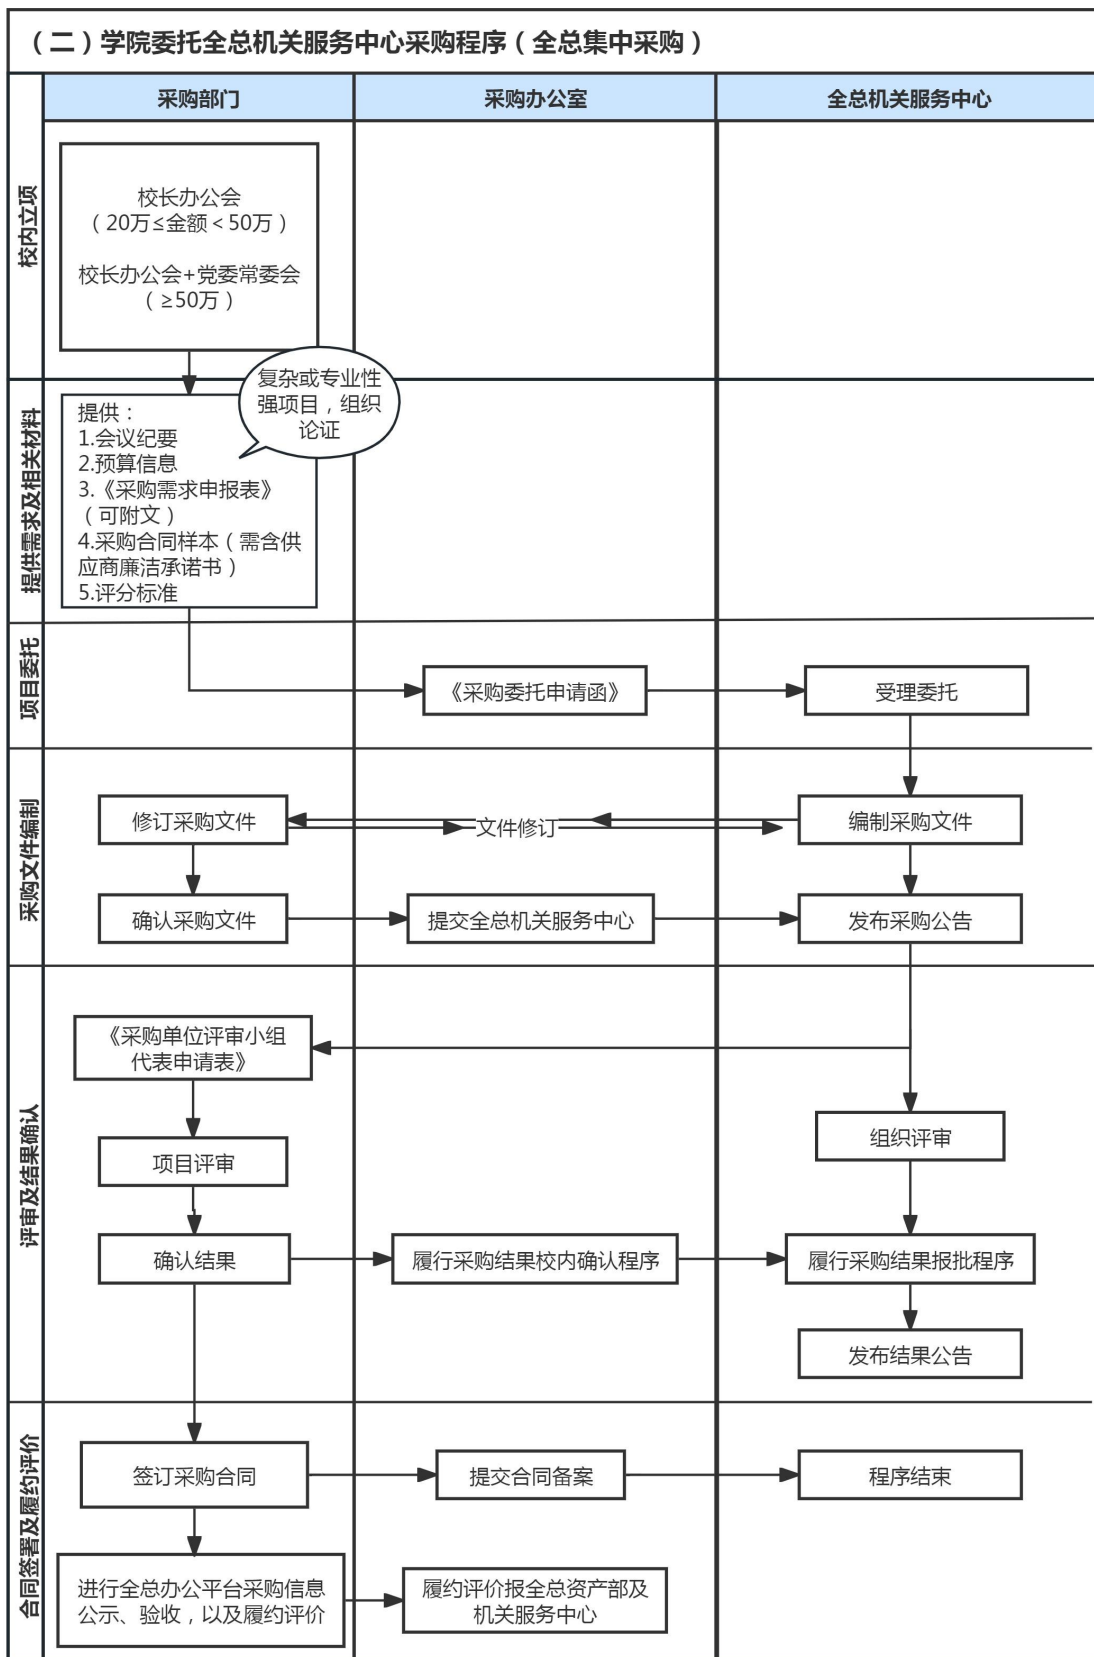 （二）学院委托全总机关服务中心采购程序（全总集中采购）
采购部门
采购办公室
全总机关服务中心
校内立项
校长办公会
（20万≤金额＜50万）
校长办公会+党委常委会
（≥50万）
提供需求及相关材料
复杂或专业性
强项目，组织
论证
提供：
1.会议纪要
2.预算信息
3.《采购需求申报表》
（可附文）
4.采购合同样本（需含供
应商廉洁承诺书）
5.评分标准
项目委托
《采购委托申请函》
受理委托
采购文件编制
修订采购文件
文件修订
编制采购文件
确认采购文件
提交全总机关服务中心
发布采购公告
评审及结果确认
《采购单位评审小组
代表申请表》
组织评审
项目评审
确认结果
履行采购结果校内确认程序
履行采购结果报批程序
发布结果公告
合同签署及履约评价
签订采购合同
提交合同备案
程序结束
进行全总办公平台采购信息
公示、验收，以及履约评价
履约评价报全总资产部及
机关服务中心